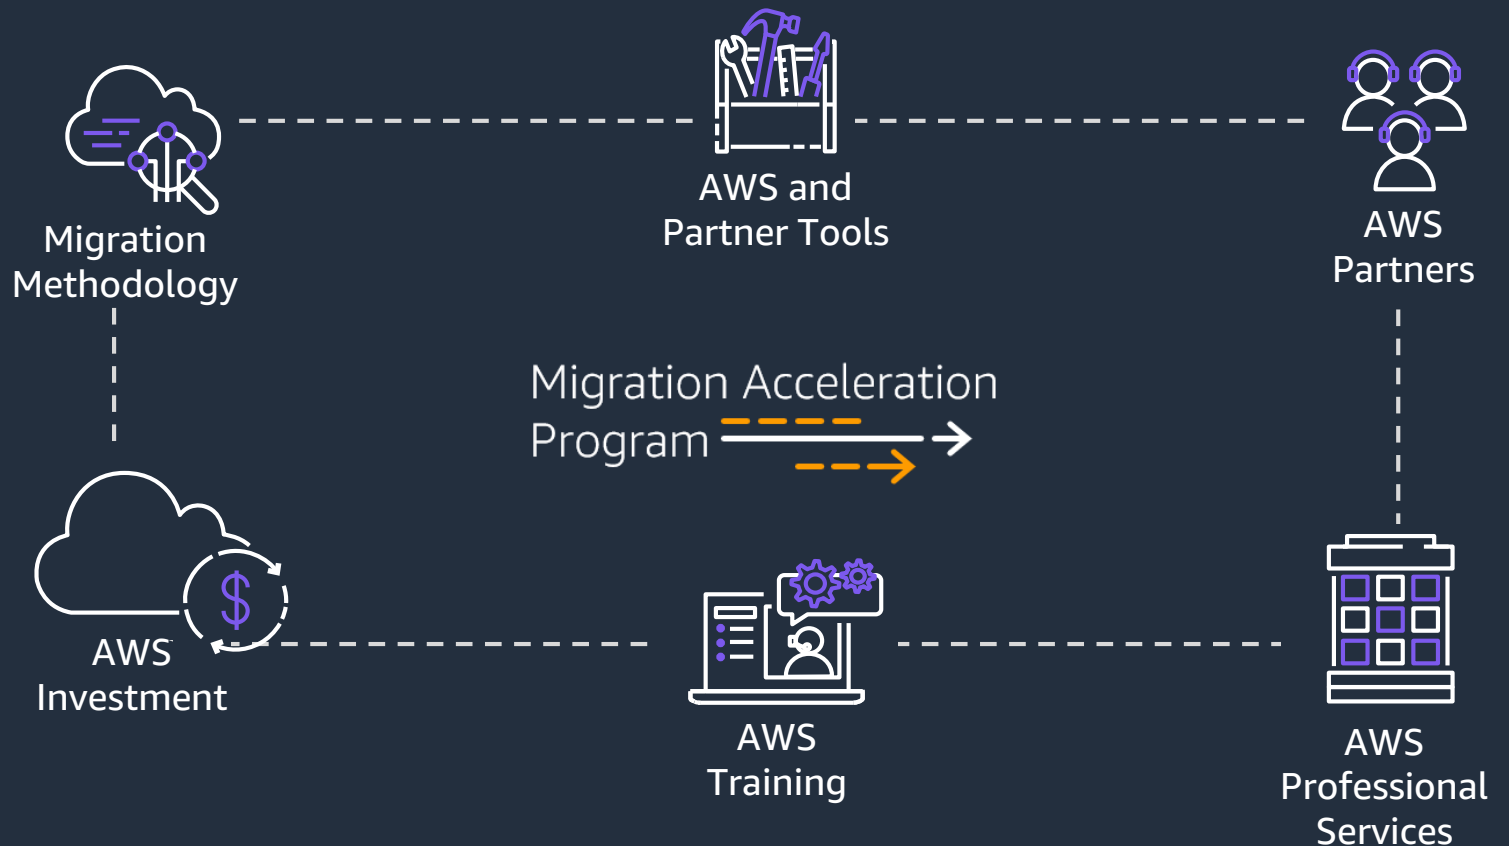 AWS and
Partner Tools
Migration
Methodology
AWS
Partners
Migration Acceleration
Program
$
AWS
Investment
AWS
Training
AWS
Professional
Services